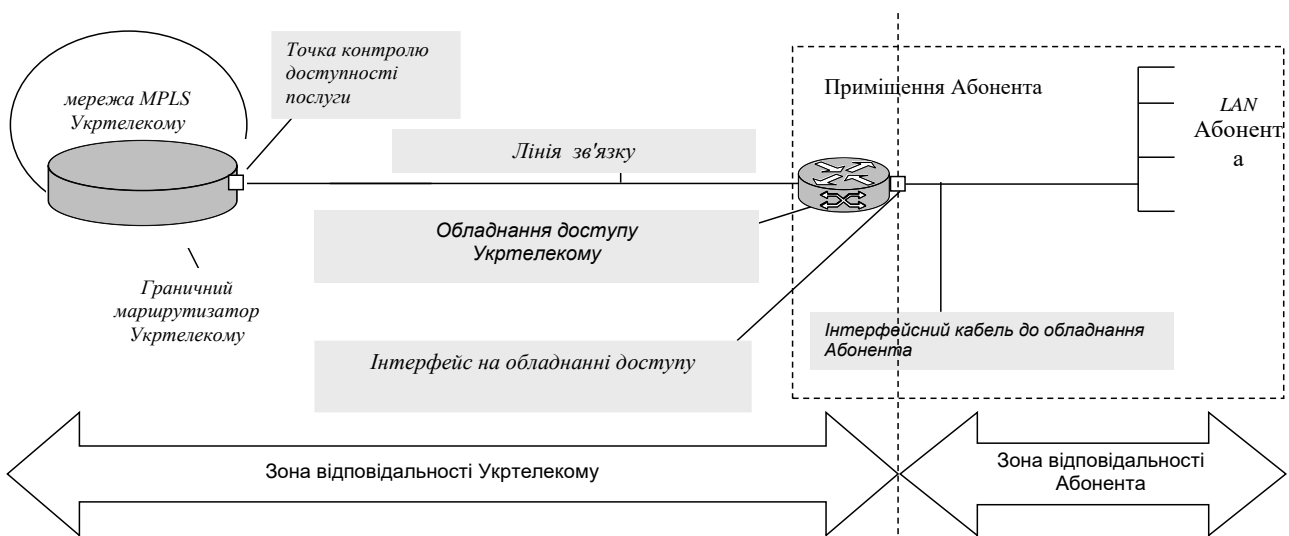 Точка контролю
доступності
послуги
мережа MPLS
Укртелекому
Приміщення Абонента
LAN
Абонент
а
Лінія зв'язку
Обладнання доступу
Укртелекому
Граничний
маршрутизатор
Укртелекому
Інтерфейс на обладнанні доступу
Інтерфейсний кабель до обладнання
Абонента
Зона відповідальності Укртелекому
Зона відповідальності
Абонента